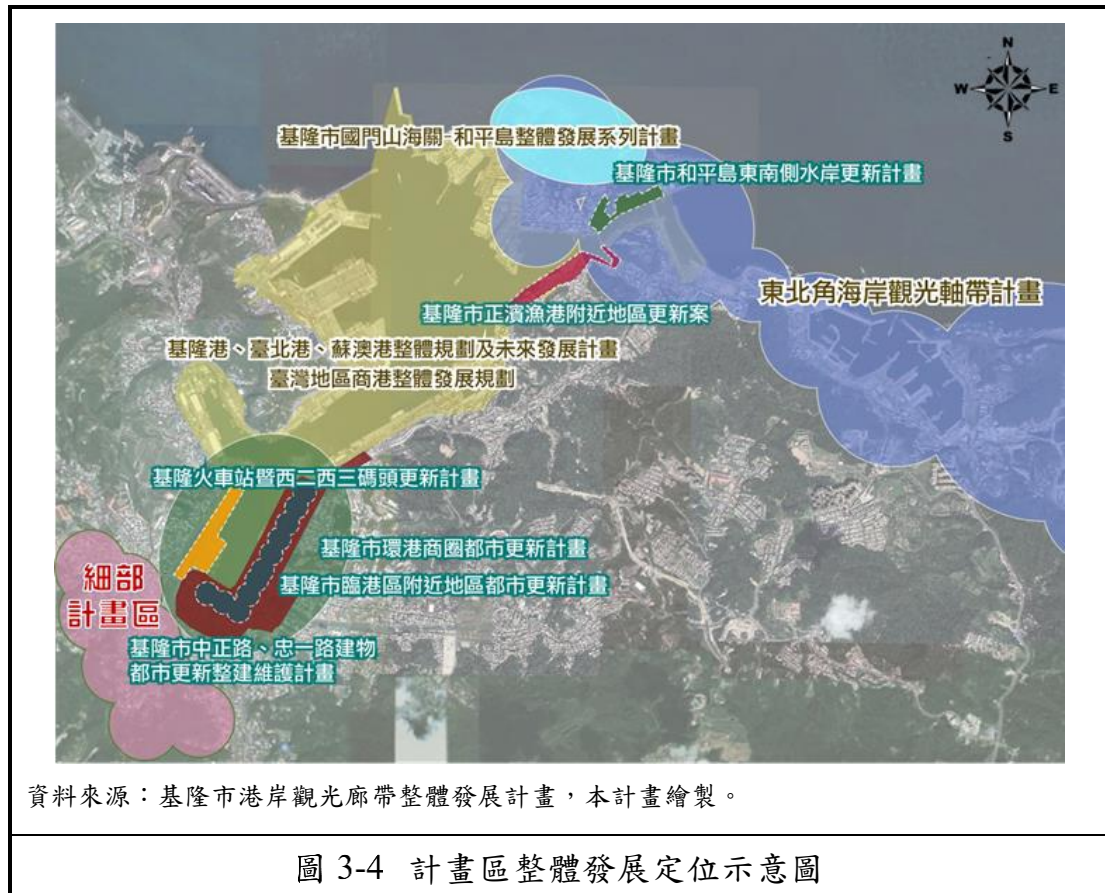 N
W E
S
基隆市國門山海關-和平島整體發展系列計畫
基隆市和平島東南側水岸更新計畫
東北角海岸觀光軸帶計畫
基隆市正濱漁港附近地區更新案
基隆港、臺北港、蘇澳港整體規劃及未來發展計畫
臺灣地區商港整體發展規劃
基隆火車站暨西二西三碼頭更新計畫
基隆市環港商圈都市更新計畫
細部
計畫區
基隆市臨港區附近地區都市更新計畫
基隆市中正路、忠一路建物
都市更新整建維護計畫
資料來源：基隆市港岸觀光廊帶整體發展計畫，本計畫繪製。
圖 3-4 計畫區整體發展定位示意圖